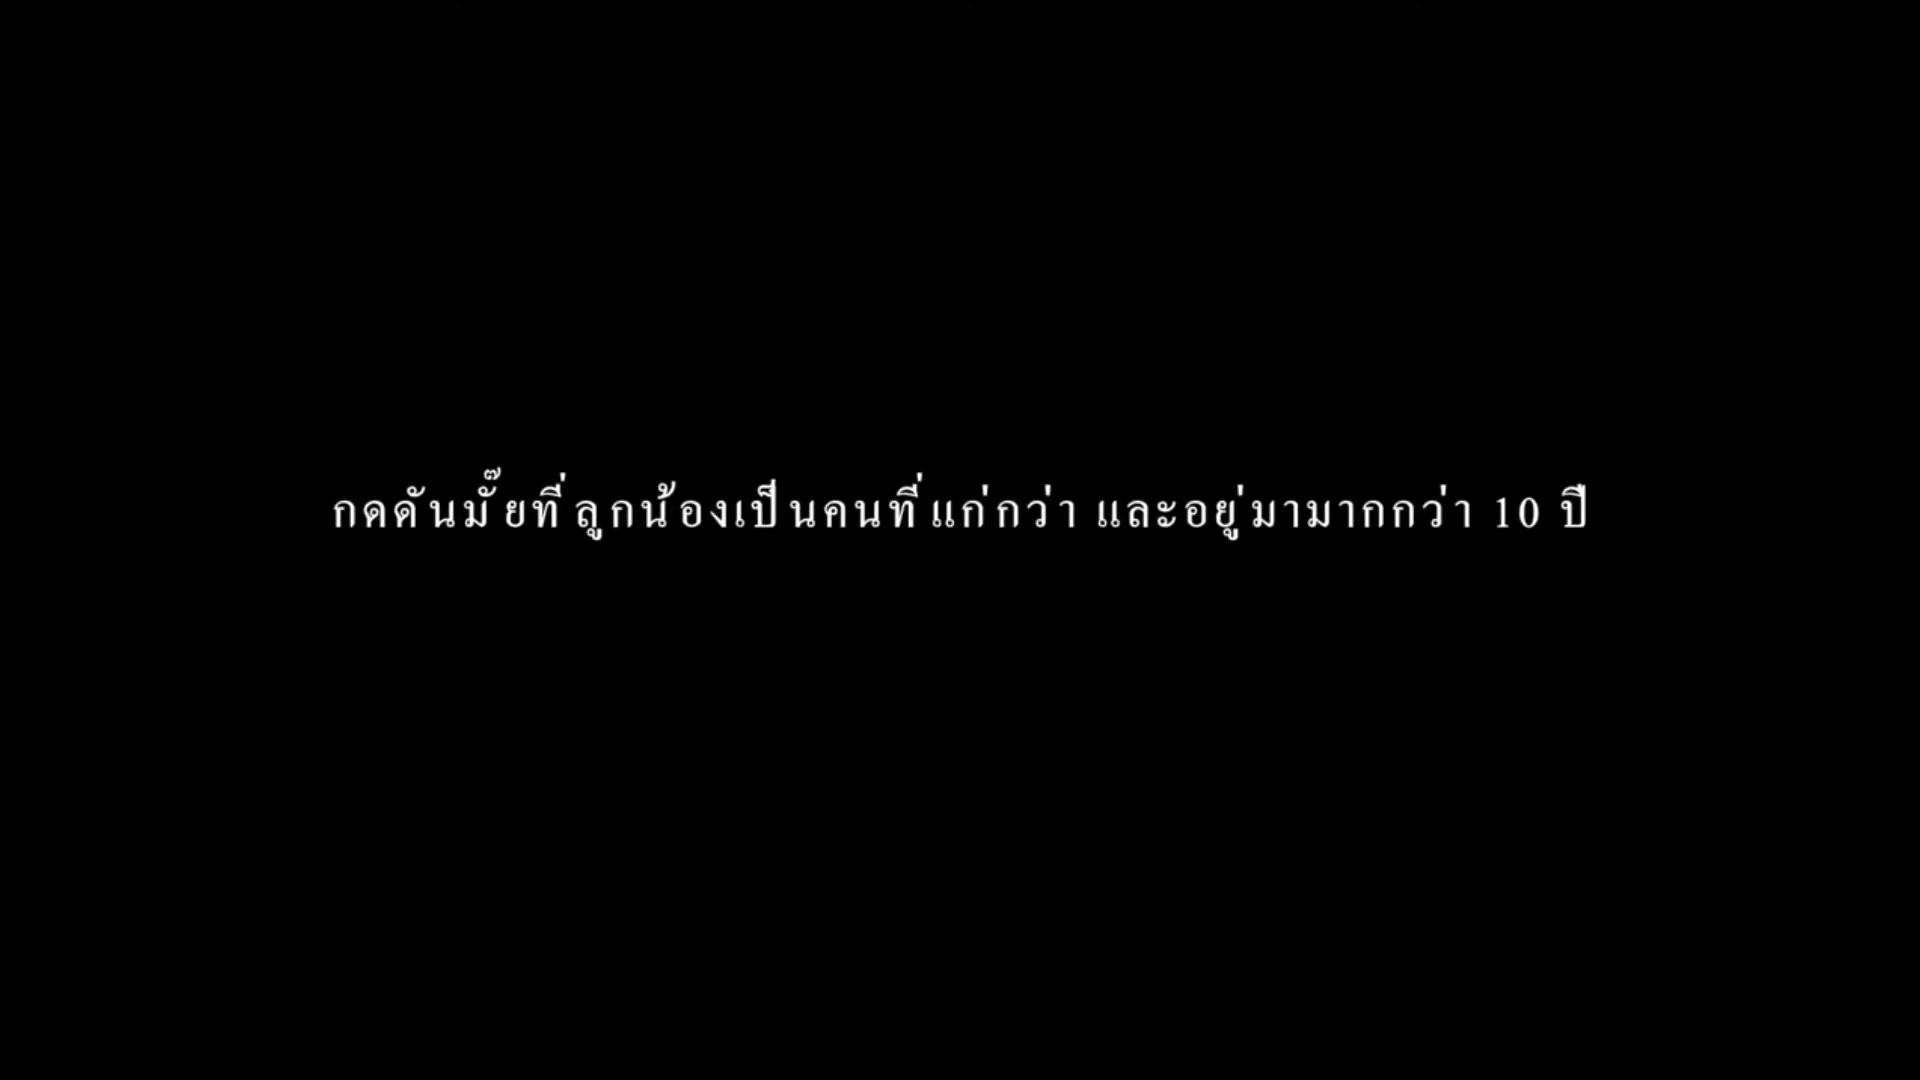 กดดันมั๊ยที่ลูกน้องเป็นคนที่แก่กว่า และอยู่มามากกว่า 10 ปี